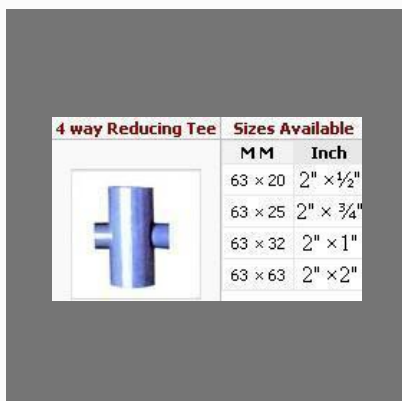 4 way Reducing Tee Sizes Available
MM Inch
63 × 20 2" ×½"
63 × 25 2" × ¾"
63 × 32 2" ×1"
63 × 63 2" ×2"